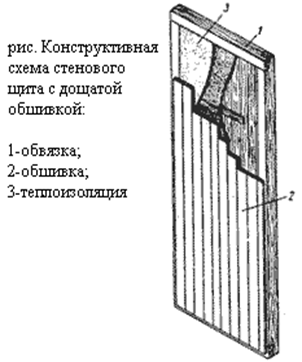 рис. Конструктивная
схема стенового
щита с дощатой
обшивкой:
1-обвязка;
2-обшивка;
3-теплоизоляция
3
1
2